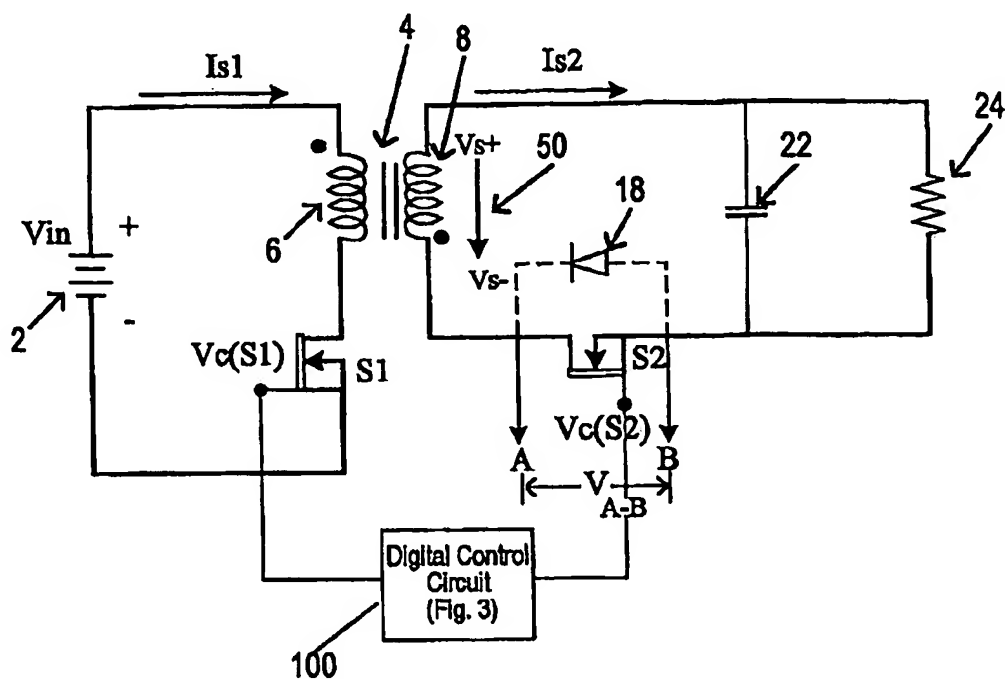 4
8
Is1
Is2
24
Vs+
50
22
18
6
Vin
+
Vs-
2
-
Vc(S1)
S1
S2
Vc(S2)
A
B
V
A-B
Digital Control
Circuit
(Fig. 3)
100